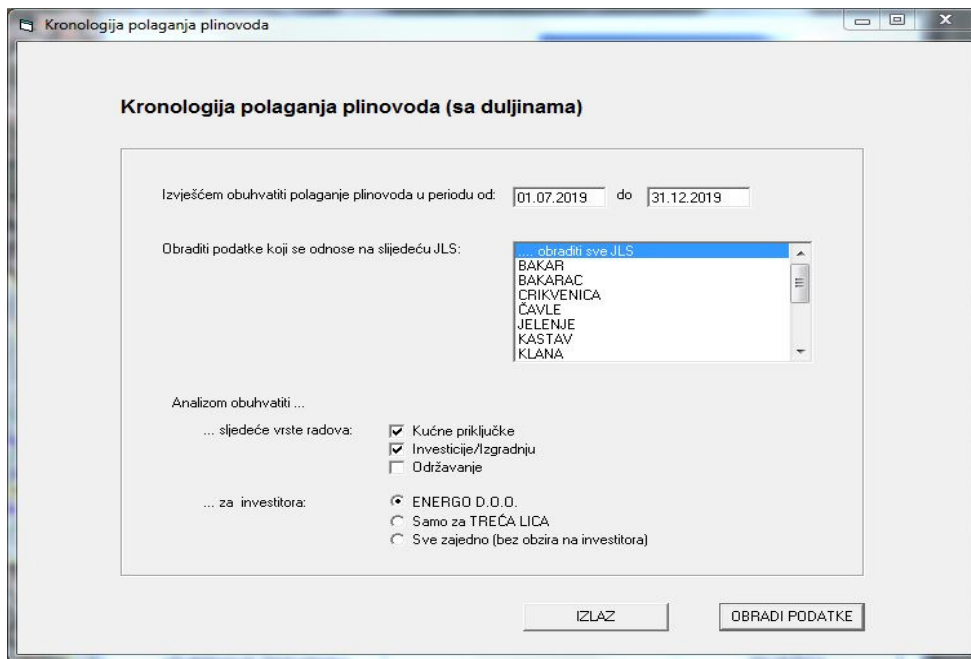 Kronologija polaganja plinovoda
Kronologija polaganja plinovoda (sa duljinama)
Izvješćem obuhvatiti polaganje plinovoda u periodu od: 01.07.2019 do 31.12.2019
Obraditi podatke koji se odnose na slijedeću JLS:
.... obraditi sve JLS
BAKAR
BAKARAC
CRIKVENICA
ČAVLE
JELENJE
KASTAV
KLANA
Analizom obuhvatiti ...
... sljedeće vrste radova:
Kućne priključke
Investicije/Izgradnju
Održavanje
... za investitora:
ENERGO D.O.O.
Samo za TREĆA LICA
Sve zajedno (bez obzira na investitora)
IZLAZ
OBRADI PODATKE